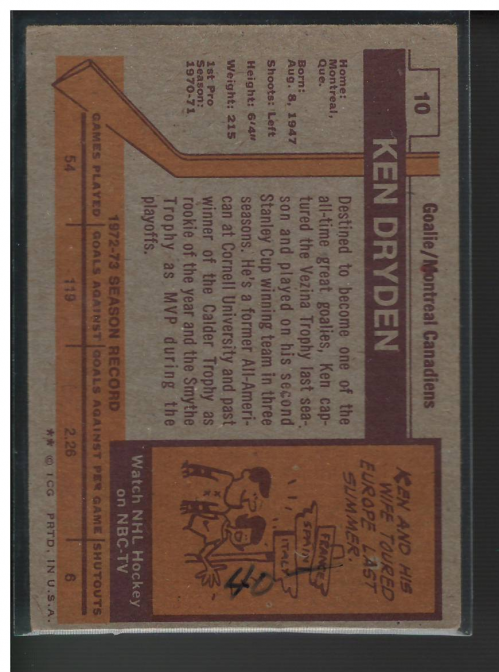 10
Goalie/Montreal Canadiens
KEN DRYDEN
Home:
Montreal,
Que.
Born:
Aug. 8, 1947
Shoots: Left
Height: 6'4"
Weight: 215
1st Pro
Season:
1970-71
Destined to become one of the
all-time great goalies, Ken cap-
tured the Vezina Trophy last sea-
son and played on his second
Stanley Cup winning team in three
seasons. He's a former All-Ameri-
can at Cornell University and past
winner of the Calder Trophy as
rookie of the year and the Smythe
Trophy as MVP during the
playoffs.
KEN AND HIS
WIFE TOURED
EUROPE LAST
SUMMER.
FRANCE
SPAIN
ITALY
40
Watch NHL Hockey
on NBC-TV
1972-73 SEASON RECORD
GAMES PLAYED GOALS AGAINST GOALS AGAINST PER GAME SHUTOUTS
54 119 2.26 6
** © TCG PRTD. IN U.S.A.